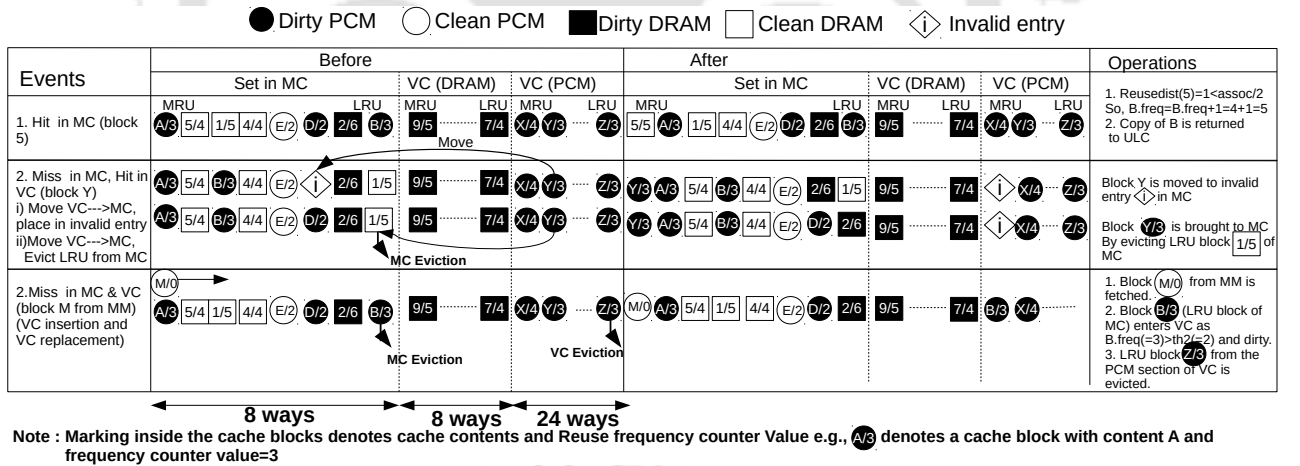 Dirty PCM Clean PCM Dirty DRAM Clean DRAM i Invalid entry
Events Before After Operations
Set in MC VC (DRAM) VC (PCM) Set in MC VC (DRAM) VC (PCM)
MRU LRU MRU LRU MRU LRU MRU LRU MRU LRU MRU LRU
1. Hit in MC (block
5)
A/3 5/4 1/5 4/4 E/2 D/2 2/6 B/3 9/5 7/4 X/4 Y/3 Z/3 5/5 A/3 1/5 4/4 E/2 D/2 2/6 B/3 9/5 7/4 X/4 Y/3 Z/3
1. Reusedist(5)=1<assoc/2
So, B.freq=B.freq+1=4+1=5
2. Copy of B is returned
to ULC
Move
2. Miss in MC, Hit in
VC (block Y)
i) Move VC--->MC,
place in invalid entry
ii)Move VC--->MC,
Evict LRU from MC
A/3 5/4 B/3 4/4 E/2 i 2/6 1/5 9/5 7/4 X/4 Y/3 Z/3 Y/3 A/3 5/4 B/3 4/4 E/2 2/6 1/5 9/5 7/4 i X/4 Z/3
A/3 5/4 B/3 4/4 E/2 D/2 2/6 1/5 9/5 7/4 X/4 Y/3 Z/3 Y/3 A/3 5/4 B/3 4/4 E/2 D/2 2/6 9/5 7/4 i X/4 Z/3
MC Eviction
Block Y is moved to invalid
entry i in MC
Block Y/3 is brought to MC
By evicting LRU block 1/5 of
MC
2.Miss in MC & VC
(block M from MM)
(VC insertion and
VC replacement)
M/0
A/3 5/4 1/5 4/4 E/2 D/2 2/6 B/3 9/5 7/4 X/4 Y/3 Z/3 M/0 A/3 5/4 1/5 4/4 E/2 D/2 2/6 9/5 7/4 B/3 X/4
MC Eviction VC Eviction
1. Block M/0 from MM is
fetched.
2. Block B/3 (LRU block of
MC) enters VC as
B.freq(=3)>th2(=2) and dirty.
3. LRU block Z/3 from the
PCM section of VC is
evicted.
8 ways 8 ways 24 ways
Note : Marking inside the cache blocks denotes cache contents and Reuse frequency counter Value e.g., A/3 denotes a cache block with content A and
frequency counter value=3